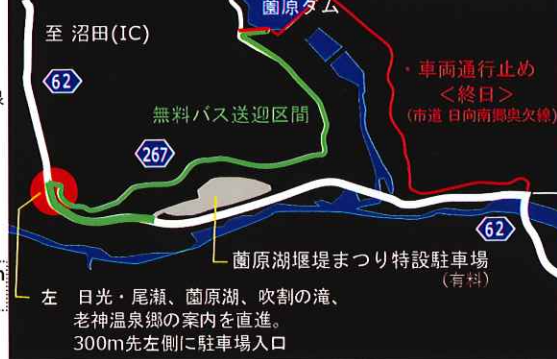 薗原ダム
至 沼田(IC)
62
・車両通行止め
<終日>
(市道 日向南郷奥欠線)
無料バス送迎区間
267
62
薗原湖堰堤まつり特設駐車場
(有料)
左 日光・尾瀬、薗原湖、吹割の滝、
老神温泉郷の案内を直進。
300m先左側に駐車場入口